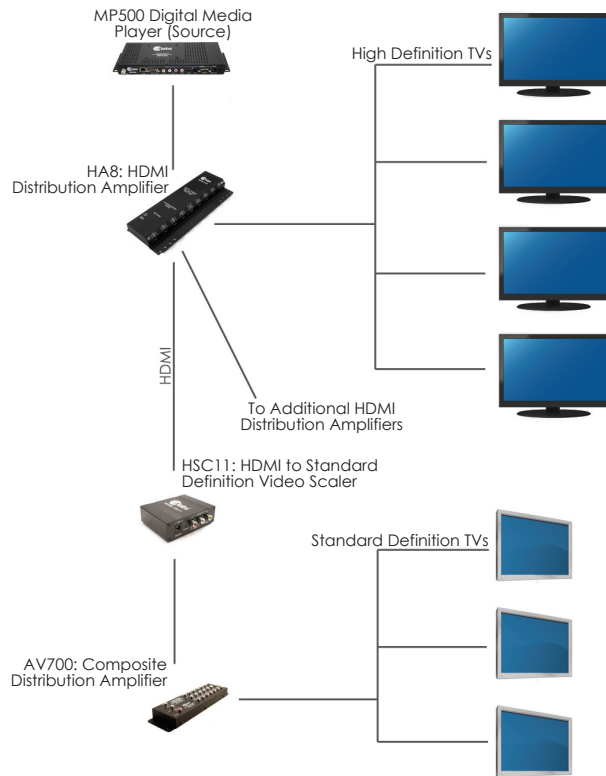 MP500 Digital Media
Player (Source)
High Definition TVs
HA8: HDMI
Distribution Amplifier
HDMI
To Additional HDMI
Distribution Amplifiers
HSC11: HDMI to Standard
Definition Video Scaler
Standard Definition TVs
AV700: Composite
Distribution Amplifier